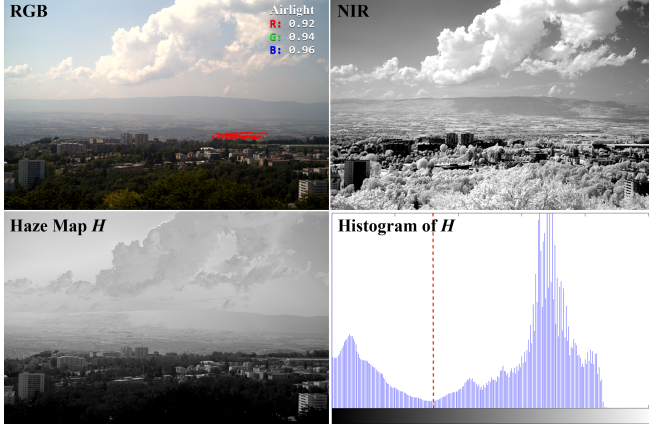 RGB
Airlight
R: 0.92
G: 0.94
B: 0.96
NIR
Haze Map H
Histogram of H